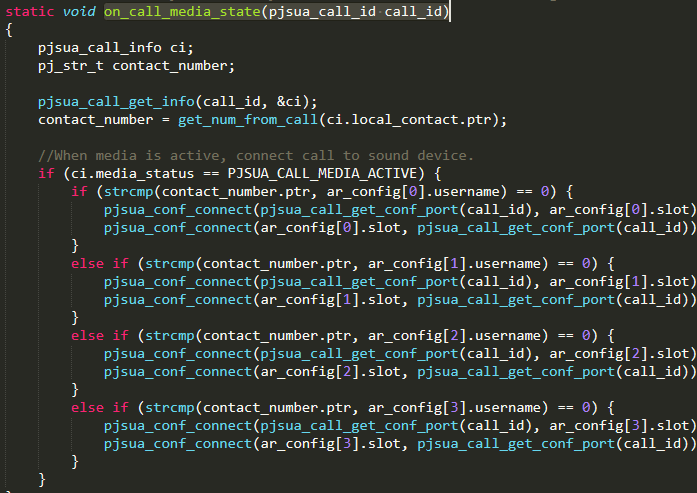 static void on_call_media_state(pjsua_call_id call_id)
{
    pjsua_call_info ci;
    pj_str_t contact_number;

    pjsua_call_get_info(call_id, &ci);
    contact_number = get_num_from_call(ci.local_contact.ptr);

    //When media is active, connect call to sound device.
    if (ci.media_status == PJSUA_CALL_MEDIA_ACTIVE) {
        if (strcmp(contact_number.ptr, ar_config[0].username) == 0) {
            pjsua_conf_connect(pjsua_call_get_conf_port(call_id), ar_config[0].slot)
            pjsua_conf_connect(ar_config[0].slot, pjsua_call_get_conf_port(call_id))
        }
        else if (strcmp(contact_number.ptr, ar_config[1].username) == 0) {
            pjsua_conf_connect(pjsua_call_get_conf_port(call_id), ar_config[1].slot)
            pjsua_conf_connect(ar_config[1].slot, pjsua_call_get_conf_port(call_id))
        }
        else if (strcmp(contact_number.ptr, ar_config[2].username) == 0) {
            pjsua_conf_connect(pjsua_call_get_conf_port(call_id), ar_config[2].slot)
            pjsua_conf_connect(ar_config[2].slot, pjsua_call_get_conf_port(call_id))
        }
        else if (strcmp(contact_number.ptr, ar_config[3].username) == 0) {
            pjsua_conf_connect(pjsua_call_get_conf_port(call_id), ar_config[3].slot)
            pjsua_conf_connect(ar_config[3].slot, pjsua_call_get_conf_port(call_id))
        }
    }